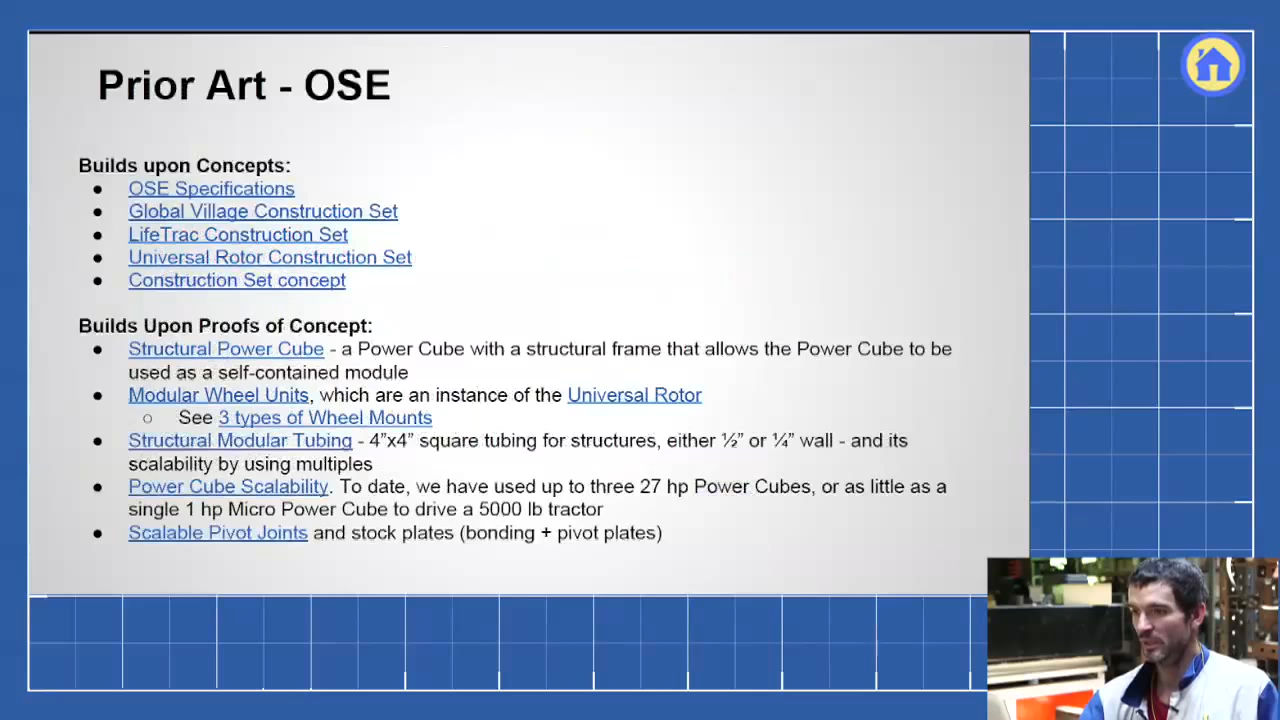 Prior Art - OSE
Builds upon Concepts:
● OSE Specifications
● Global Village Construction Set
● LifeTrac Construction Set
● Universal Rotor Construction Set
● Construction Set concept
Builds Upon Proofs of Concept:
● Structural Power Cube - a Power Cube with a structural frame that allows the Power Cube to be
used as a self-contained module
● Modular Wheel Units, which are an instance of the Universal Rotor
○ See 3 types of Wheel Mounts
● Structural Modular Tubing - 4”x4” square tubing for structures, either ½” or ¼” wall - and its
scalability by using multiples
● Power Cube Scalability. To date, we have used up to three 27 hp Power Cubes, or as little as a
single 1 hp Micro Power Cube to drive a 5000 lb tractor
● Scalable Pivot Joints and stock plates (bonding + pivot plates)